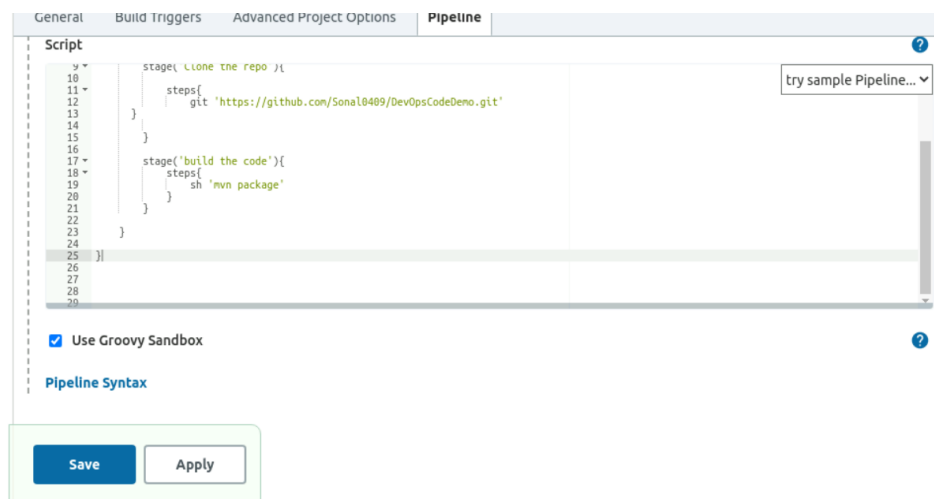 General Build Triggers Advanced Project Options Pipeline
Script
?
try sample Pipeline...
9 stage('Clone the repo'){
10
11 steps{
12 git 'https://github.com/Sonal0409/DevOpsCodeDemo.git'
13 }
14
15 }
16
17 stage('build the code'){
18 steps{
19 sh 'mvn package'
20 }
21 }
22
23 }
24
25 }
26
27
28
29
Use Groovy Sandbox
?
Pipeline Syntax
Save Apply